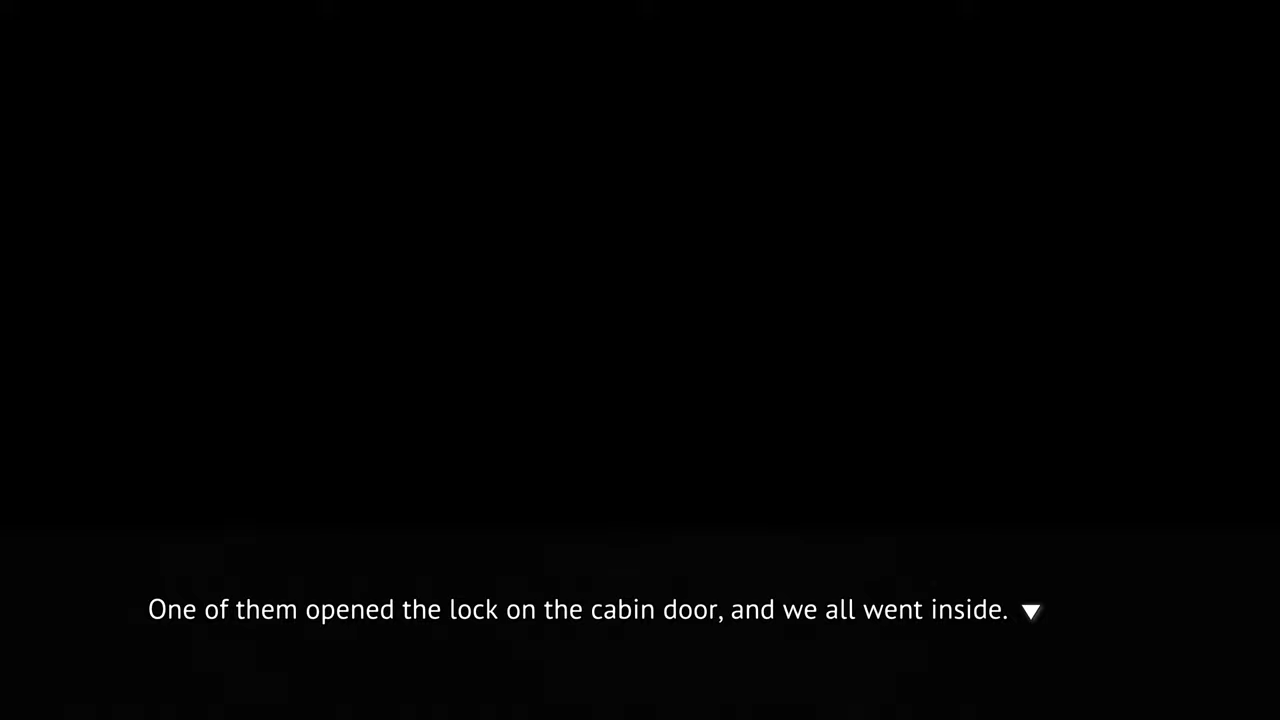 One of them opened the lock on the cabin door, and we all went inside.